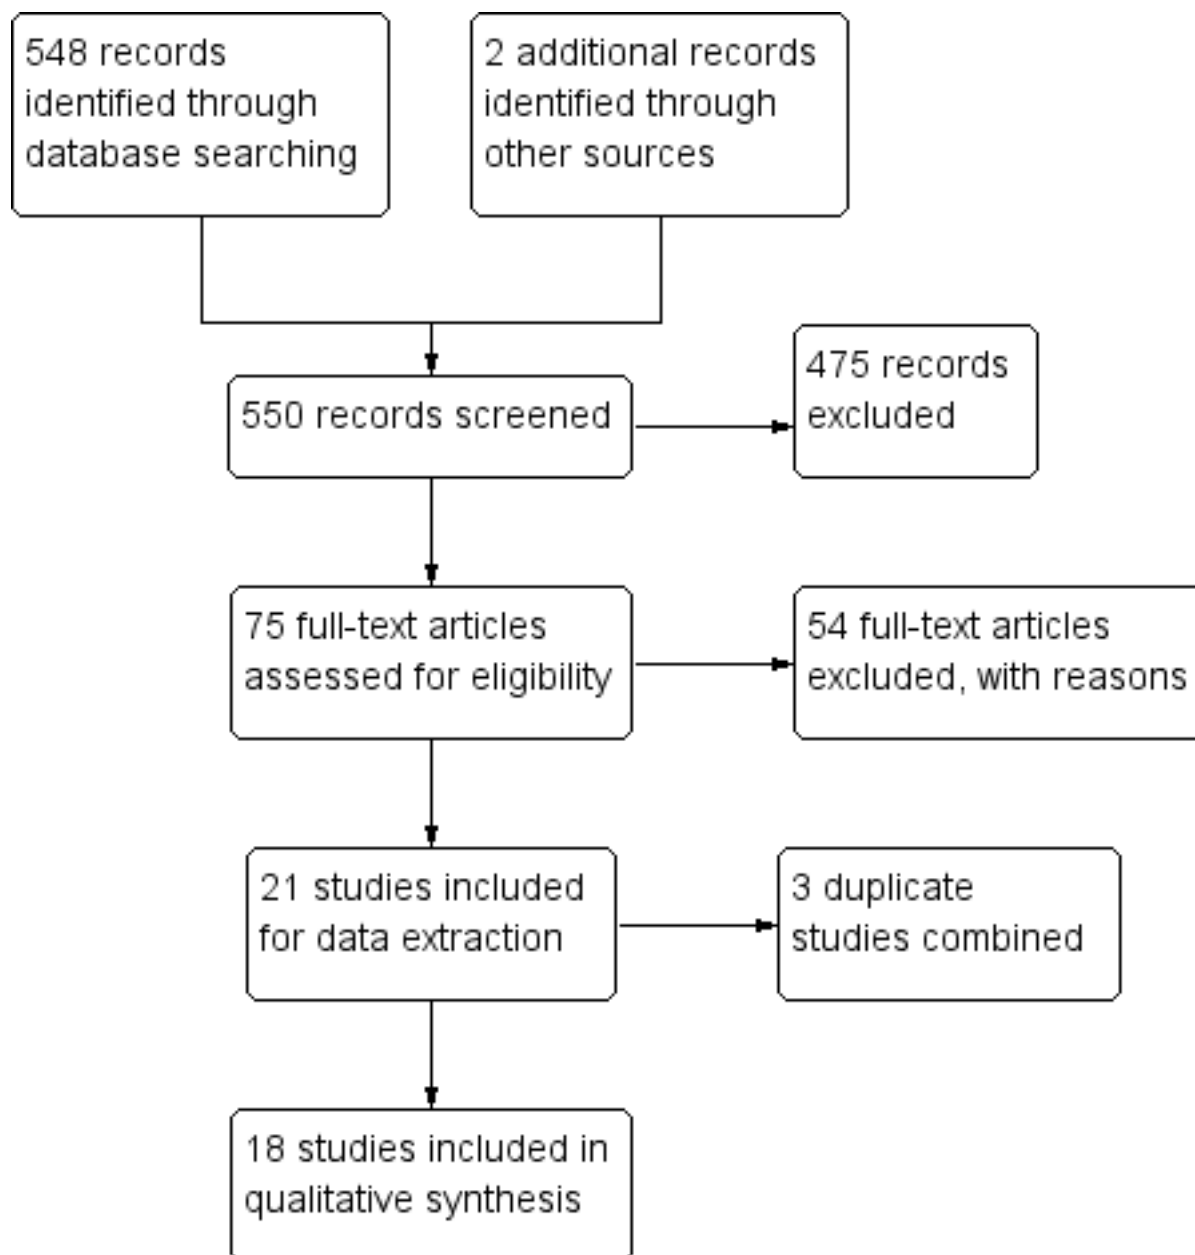 548 records
identified through
database searching
2 additional records
identified through
other sources
550 records screened
475 records
excluded
75 full-text articles
assessed for eligibility
54 full-text articles
excluded, with reasons
21 studies included
for data extraction
3 duplicate
studies combined
18 studies included in
qualitative synthesis